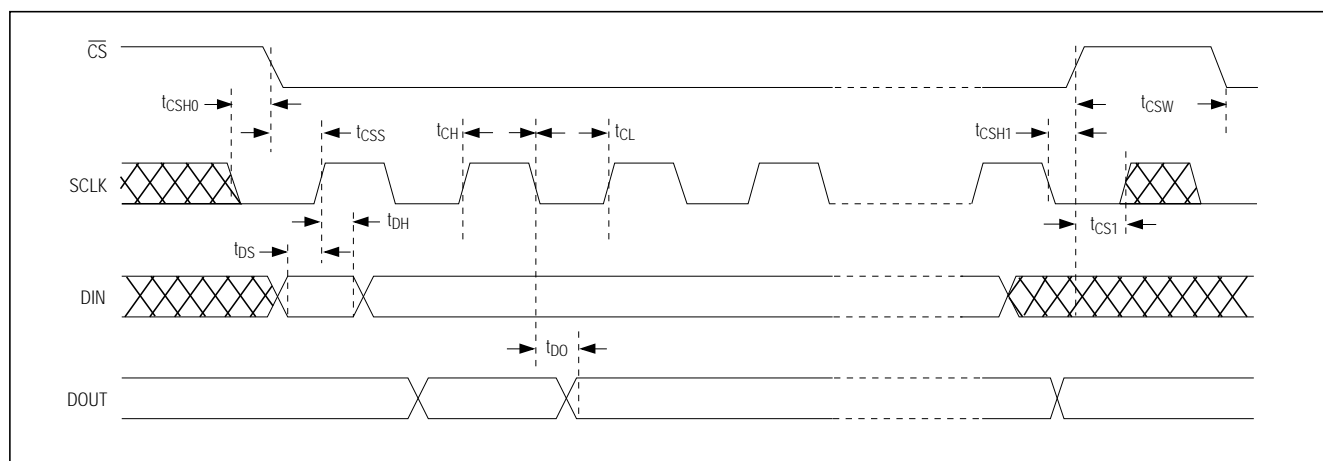 CS
tCSH0
tCSS
tCH
tCL
tCSH1
tCSW
SCLK
tDH
tCS1
tDS
DIN
tDO
DOUT